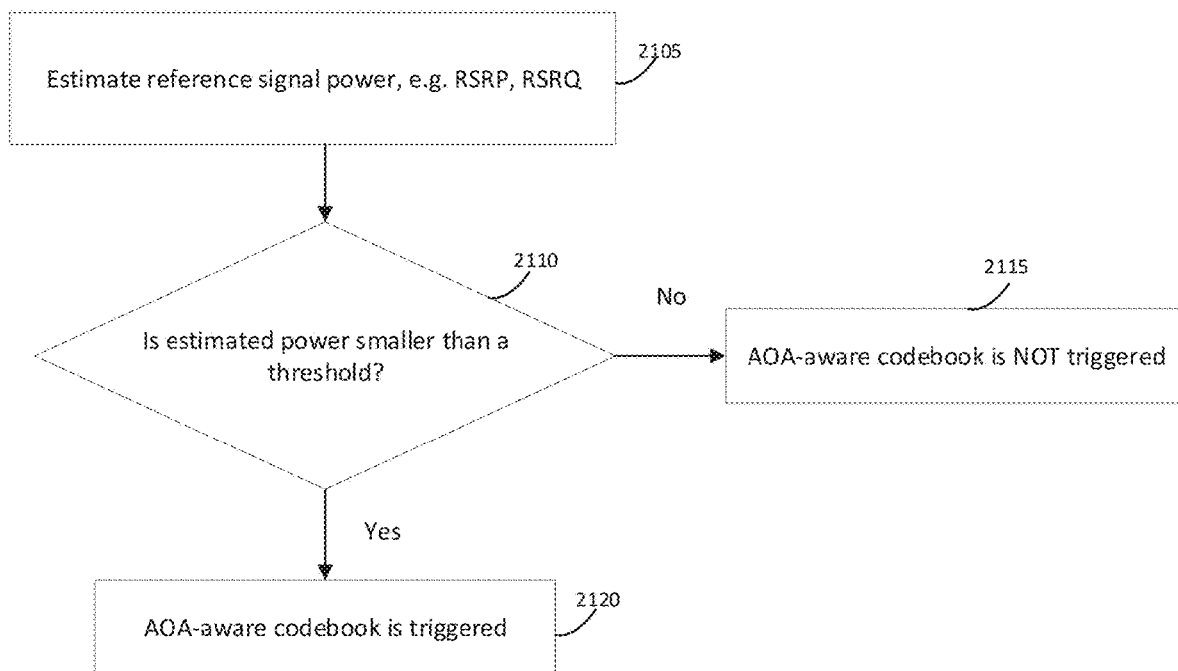 2105
Estimate reference signal power, e.g. RSRP, RSRQ
2110
Is estimated power smaller than a
threshold?
No
2115
AOA-aware codebook is NOT triggered
Yes
2120
AOA-aware codebook is triggered